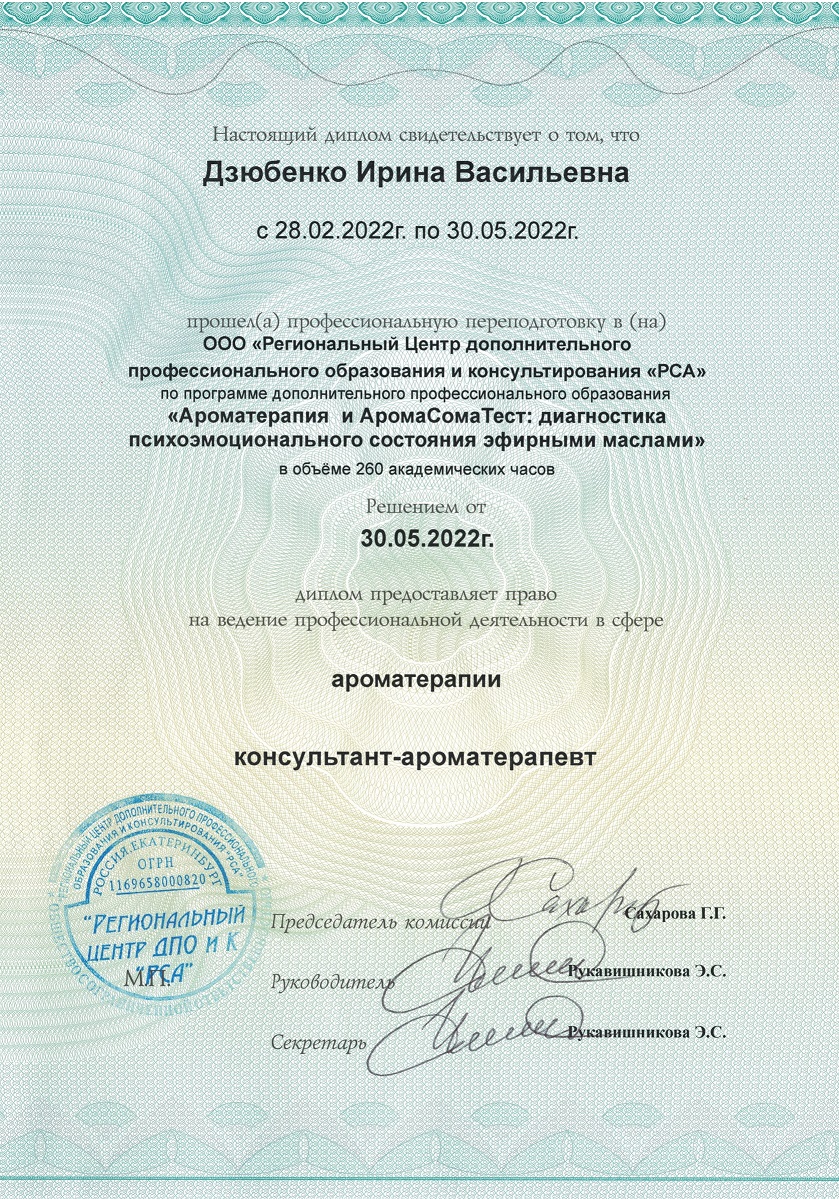 Настоящий диплом свидетельствует о том, что
Дзюбенко Ирина Васильевна
с 28.02.2022г. по 30.05.2022г.
прошел(а) профессиональную переподготовку в (на)
ООО «Региональный Центр дополнительного
профессионального образования и консультирования «РСА»
по программе дополнительного профессионального образования
«Ароматерапия и АромаСомаТест: диагностика
психоэмоционального состояния эфирными маслами»
в объёме 260 академических часов
Решением от
30.05.2022г.
диплом предоставляет право
на ведение профессиональной деятельности в сфере
ароматерапии
консультант-ароматерапевт
РЕГИОНАЛЬНЫЙ ЦЕНТР ДОПОЛНИТЕЛЬНОГО ПРОФЕССИОНАЛЬНОГО
ОБРАЗОВАНИЯ И КОНСУЛЬТИРОВАНИЯ "РСА"
РОССИЯ.ЕКАТЕРИНБУРГ
ОГРН
1169658000820
"РЕГИОНАЛЬНЫЙ
ЦЕНТР ДПО И К
"РСА"
ОБЩЕСТВО С ОГРАНИЧЕННОЙ ОТВЕТСТВЕННОСТЬЮ
М.П.
Председатель комиссии Сахарова Г.Г.
Руководитель Рукавишникова Э.С.
Секретарь Рукавишникова Э.С.